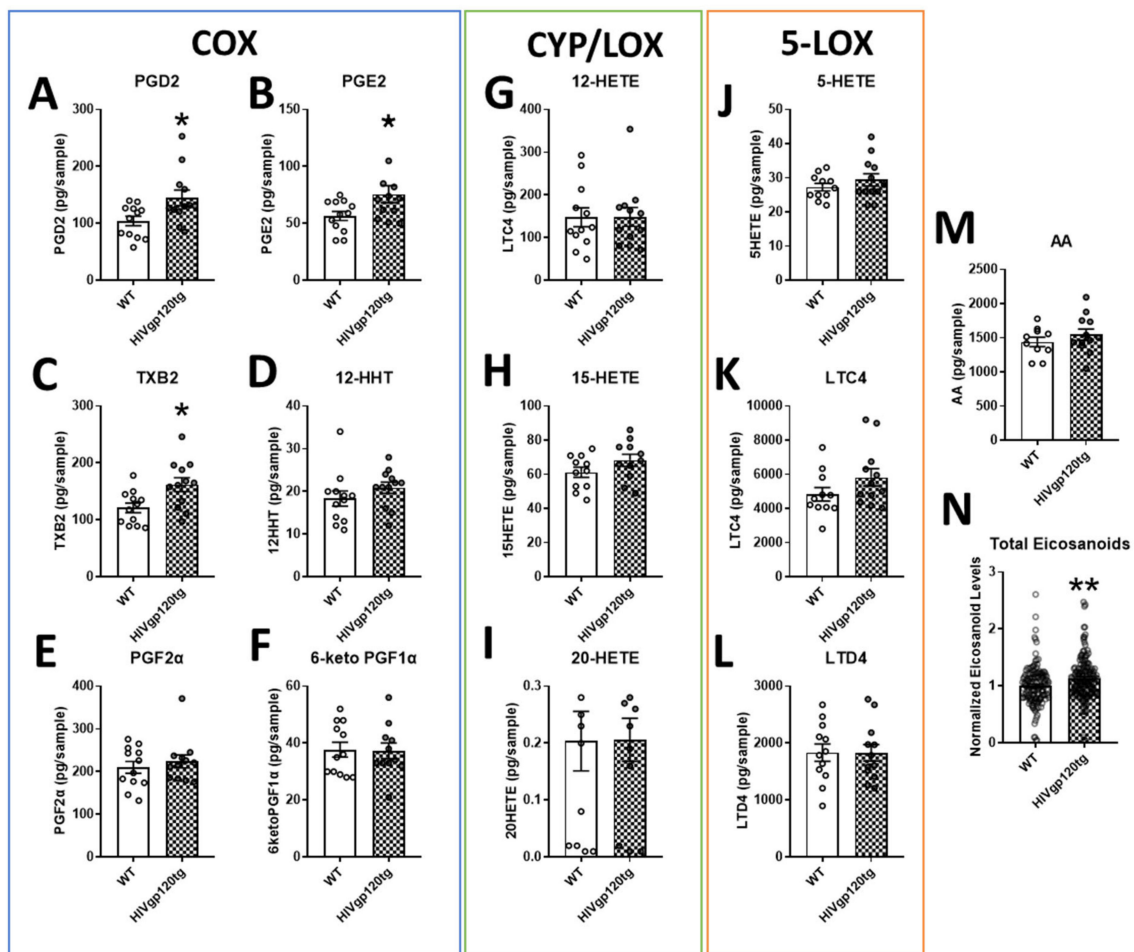 COX
A
PGD2
PGD2 (pg/sample)
300
200
100
0
*
WT
HIVgp120tg
B
PGE2
PGE2 (pg/sample)
150
100
50
0
*
WT
HIVgp120tg
C
TXB2
TXB2 (pg/sample)
300
200
100
0
*
WT
HIVgp120tg
D
12-HHT
12HHT (pg/sample)
40
30
20
10
0
WT
HIVgp120tg
E
PGF2α
PGF2α (pg/sample)
400
300
200
100
0
WT
HIVgp120tg
F
6-keto PGF1α
6ketoPGF1α (pg/sample)
60
40
20
0
WT
HIVgp120tg
CYP/LOX
G
12-HETE
LTC4 (pg/sample)
400
300
200
100
0
WT
HIVgp120tg
H
15-HETE
15HETE (pg/sample)
100
80
60
40
20
0
WT
HIVgp120tg
I
20-HETE
20HETE (pg/sample)
0.3
0.2
0.1
0.0
WT
HIVgp120tg
5-LOX
J
5-HETE
5HETE (pg/sample)
50
40
30
20
10
0
WT
HIVgp120tg
K
LTC4
LTC4 (pg/sample)
10000
8000
6000
4000
2000
0
WT
HIVgp120tg
L
LTD4
LTD4 (pg/sample)
3000
2000
1000
0
WT
HIVgp120tg
M
AA
AA (pg/sample)
2500
2000
1500
1000
500
0
WT
HIVgp120tg
N
Total Eicosanoids
Normalized Eicosanoid Levels
3
2
1
0
**
WT
HIVgp120tg